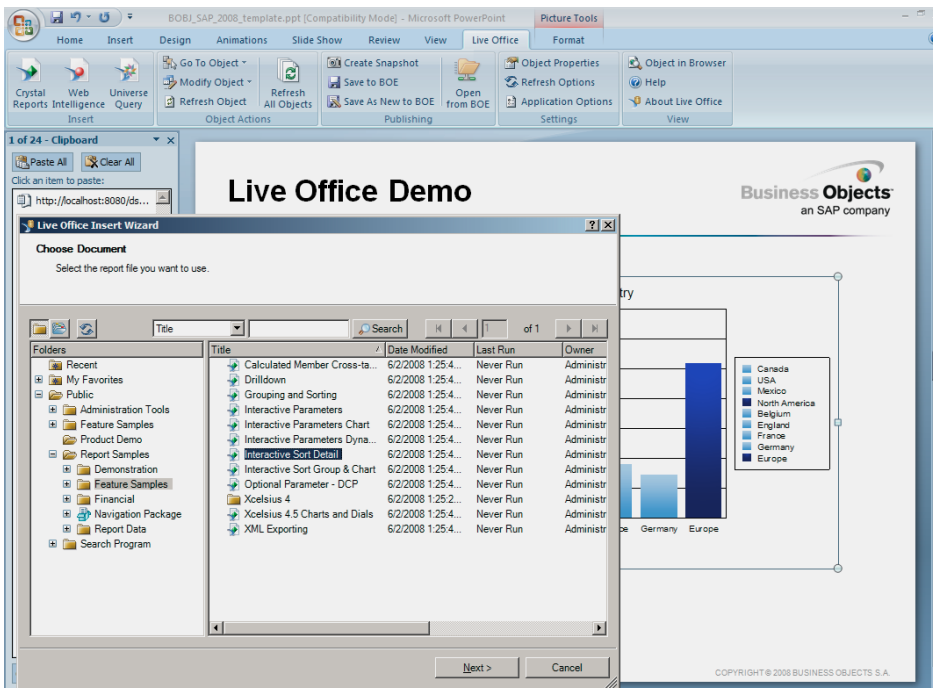 BOBJ_SAP_2008_template.ppt [Compatibility Mode] - Microsoft PowerPoint
Picture Tools
Home Insert Design Animations Slide Show Review View Live Office Format
Crystal Reports
Web Intelligence
Universe Query
Insert
Go To Object
Modify Object
Refresh Object
Refresh All Objects
Object Actions
Create Snapshot
Save to BOE
Save As New to BOE
Open from BOE
Publishing
Object Properties
Refresh Options
Application Options
Settings
Object in Browser
Help
About Live Office
View
1 of 24 - Clipboard
Paste All Clear All
Click an item to paste:
http://localhost:8080/ds...
Live Office Demo
Business Objects
an SAP company
Live Office Insert Wizard
Choose Document
Select the report file you want to use.
Title Search 1 of 1
Folders
Recent
My Favorites
Public
Administration Tools
Feature Samples
Product Demo
Report Samples
Demonstration
Feature Samples
Financial
Navigation Package
Report Data
Search Program
Title / Date Modified Last Run Owner
Calculated Member Cross-ta... 6/2/2008 1:25:4... Never Run Administr
Drilldown 6/2/2008 1:25:4... Never Run Administr
Grouping and Sorting 6/2/2008 1:25:4... Never Run Administr
Interactive Parameters 6/2/2008 1:25:4... Never Run Administr
Interactive Parameters Chart 6/2/2008 1:25:4... Never Run Administr
Interactive Parameters Dyna... 6/2/2008 1:25:4... Never Run Administr
Interactive Sort Detail 6/2/2008 1:25:4... Never Run Administr
Interactive Sort Group & Chart 6/2/2008 1:25:4... Never Run Administr
Optional Parameter - DCP 6/2/2008 1:25:4... Never Run Administr
Xcelsius 4 6/2/2008 1:25:2... Never Run Administr
Xcelsius 4.5 Charts and Dials 6/2/2008 1:25:4... Never Run Administr
XML Exporting 6/2/2008 1:25:4... Never Run Administr
Next > Cancel
try
Canada
USA
Mexico
North America
Belgium
England
France
Germany
Europe
ce Germany Europe
COPYRIGHT © 2008 BUSINESS OBJECTS S.A.